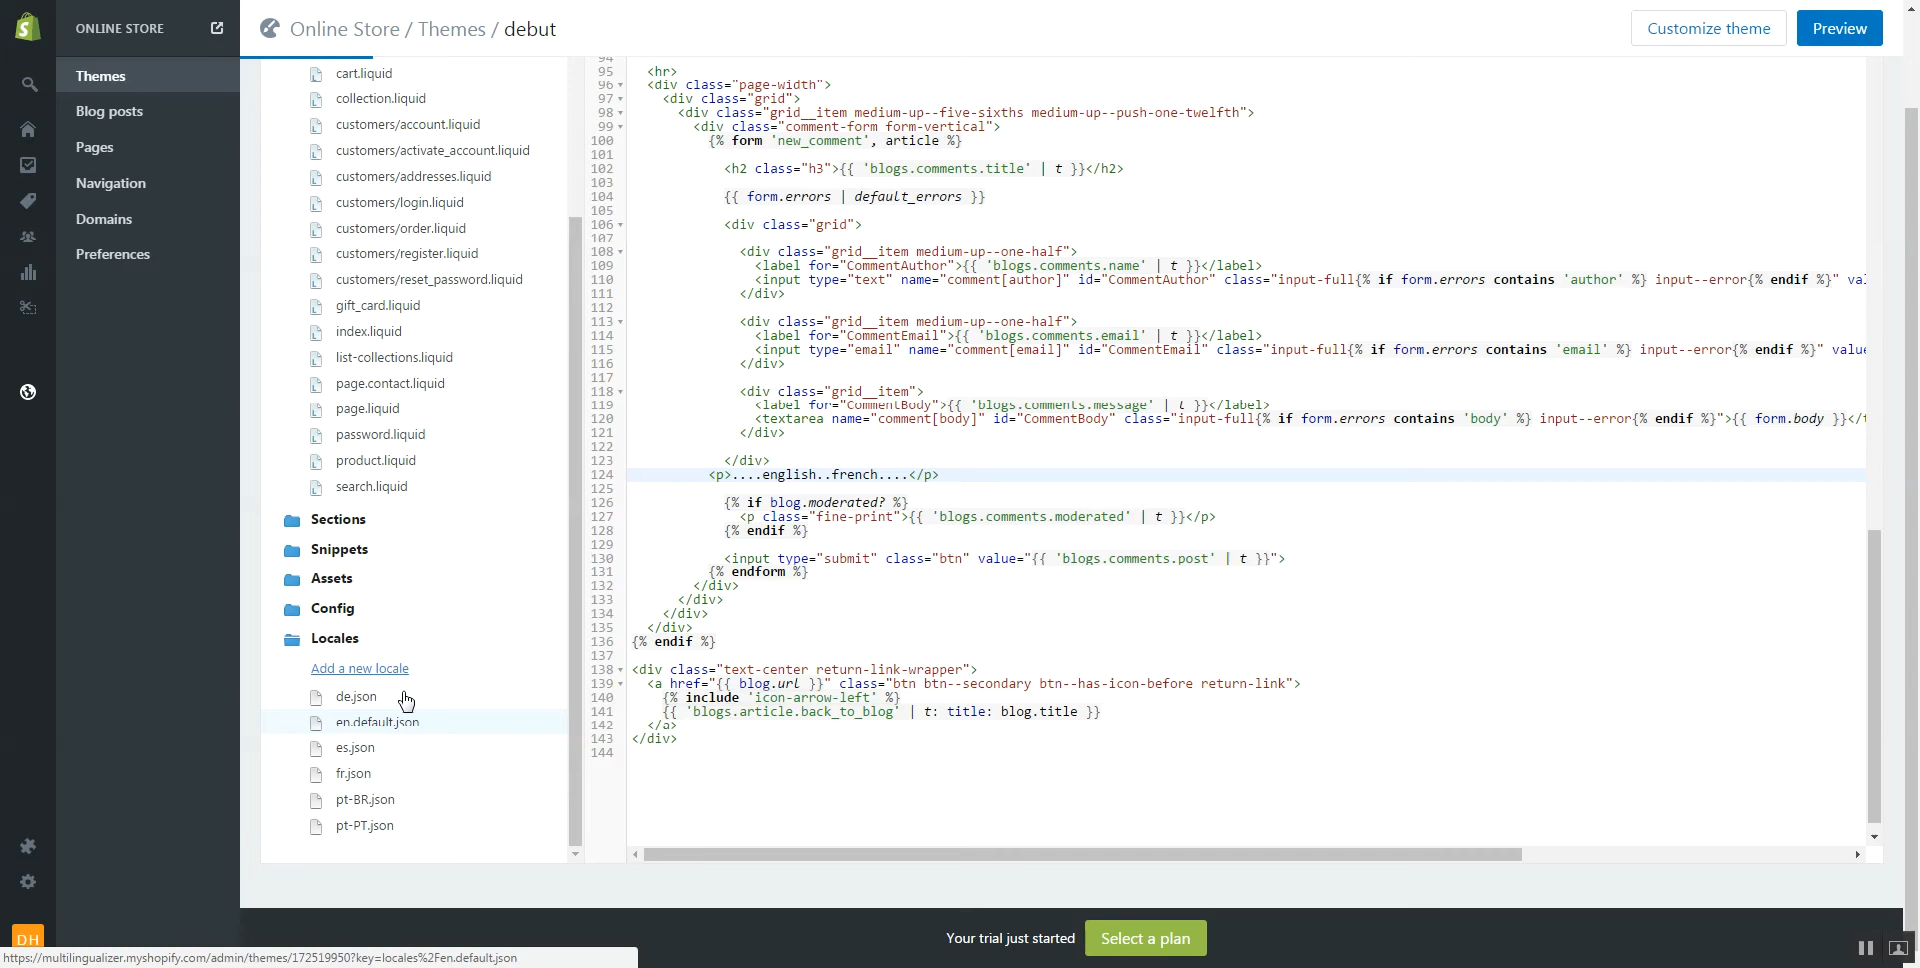 ONLINE STORE
Online Store / Themes / debut
Customize theme
Preview
Themes
Blog posts
Pages
Navigation
Domains
Preferences
cart.liquid
collection.liquid
customers/account.liquid
customers/activate_account.liquid
customers/addresses.liquid
customers/login.liquid
customers/order.liquid
customers/register.liquid
customers/reset_password.liquid
gift_card.liquid
index.liquid
list-collections.liquid
page.contact.liquid
page.liquid
password.liquid
product.liquid
search.liquid
Sections
Snippets
Assets
Config
Locales
Add a new locale
de.json
en.default.json
es.json
fr.json
pt-BR.json
pt-PT.json
94
95 <hr>
96 <div class="page-width">
97 <div class="grid">
98 <div class="grid__item medium-up--five-sixths medium-up--push-one-twelfth">
99 <div class="comment-form form-vertical">
100 {% form 'new_comment', article %}
101
102 <h2 class="h3">{{ 'blogs.comments.title' | t }}</h2>
103
104 {{ form.errors | default_errors }}
105
106 <div class="grid">
107
108 <div class="grid__item medium-up--one-half">
109 <label for="CommentAuthor">{{ 'blogs.comments.name' | t }}</label>
110 <input type="text" name="comment[author]" id="CommentAuthor" class="input-full{% if form.errors contains 'author' %} input--error{% endif %}" val
111 </div>
112
113 <div class="grid__item medium-up--one-half">
114 <label for="CommentEmail">{{ 'blogs.comments.email' | t }}</label>
115 <input type="email" name="comment[email]" id="CommentEmail" class="input-full{% if form.errors contains 'email' %} input--error{% endif %}" value
116 </div>
117
118 <div class="grid__item">
119 <label for="CommentBody">{{ 'blogs.comments.message' | t }}</label>
120 <textarea name="comment[body]" id="CommentBody" class="input-full{% if form.errors contains 'body' %} input--error{% endif %}">{{ form.body }}</t
121 </div>
122
123 </div>
124 <p>....english..french....</p>
125
126 {% if blog.moderated? %}
127 <p class="fine-print">{{ 'blogs.comments.moderated' | t }}</p>
128 {% endif %}
129
130 <input type="submit" class="btn" value="{{ 'blogs.comments.post' | t }}">
131 {% endform %}
132 </div>
133 </div>
134 </div>
135 </div>
136 {% endif %}
137
138 <div class="text-center return-link-wrapper">
139 <a href="{{ blog.url }}" class="btn btn--secondary btn--has-icon-before return-link">
140 {% include 'icon-arrow-left' %}
141 {{ 'blogs.article.back_to_blog' | t: title: blog.title }}
142 </a>
143 </div>
144
Your trial just started
Select a plan
DH
https://multilingualizer.myshopify.com/admin/themes/172519950?key=locales%2Fen.default.json